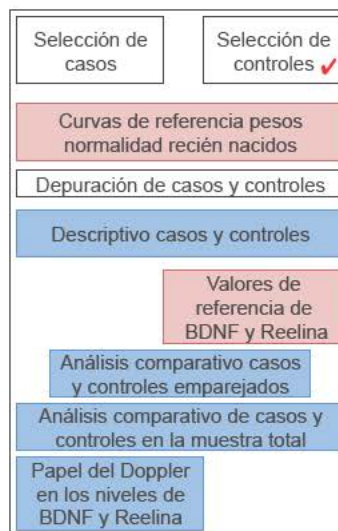 Selección de
casos
Selección de
controles ✓
Curvas de referencia pesos
normalidad recién nacidos
Depuración de casos y controles
Descriptivo casos y controles
Valores de
referencia de
BDNF y Reelina
Análisis comparativo casos
y controles emparejados
Análisis comparativo de casos y
controles en la muestra total
Papel del Doppler
en los niveles de
BDNF y Reelina